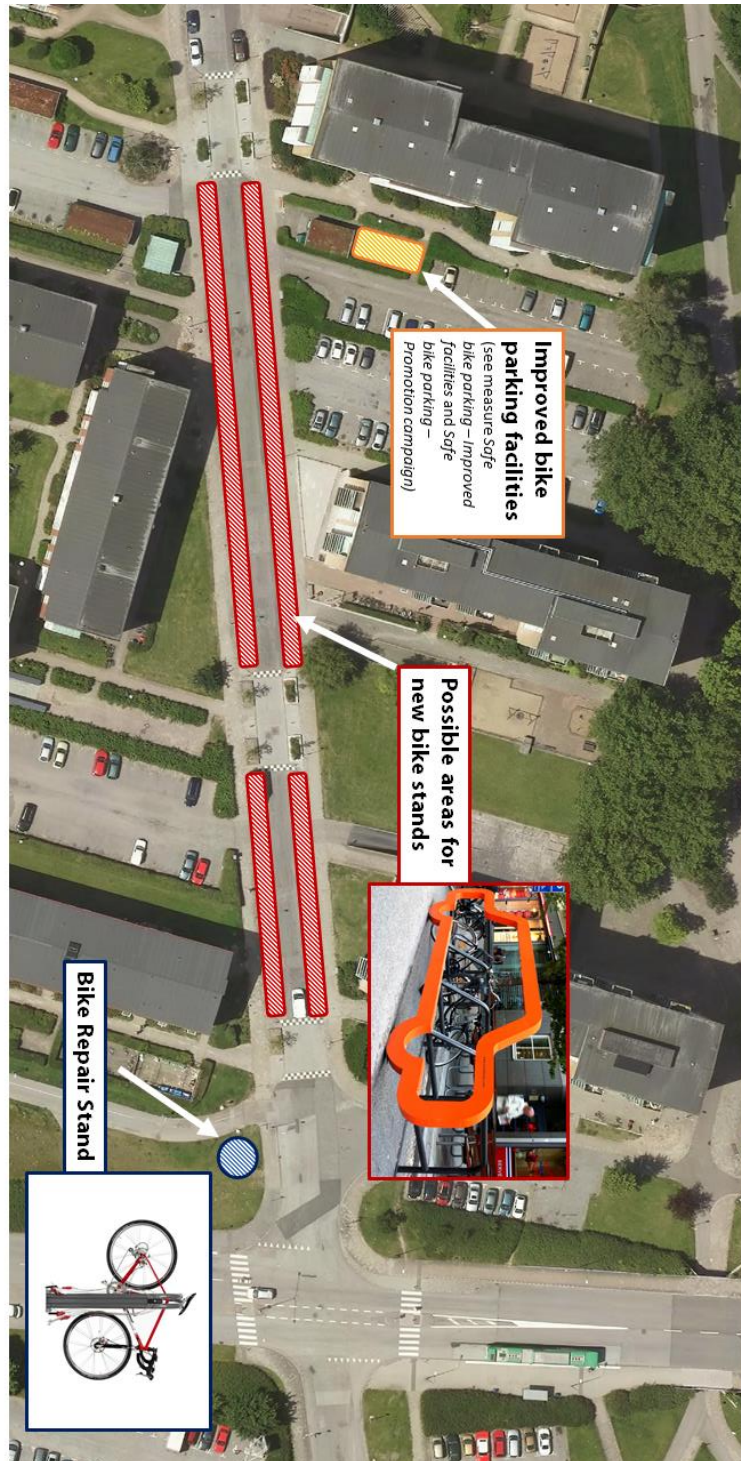 Improved bike
parking facilities
(see measure Safe
bike parking – Improved
facilities and Safe
bike parking –
Promotion campaign)
Possible areas for
new bike stands
Bike Repair Stand